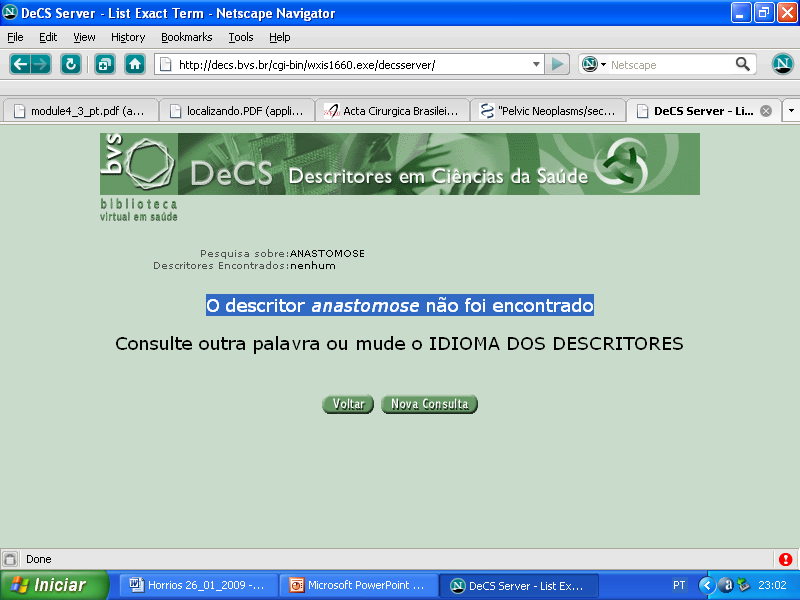 DeCS Server - List Exact Term - Netscape Navigator
File Edit View History Bookmarks Tools Help
http://decs.bvs.br/cgi-bin/wxis1660.exe/decsserver/ Netscape
module4_3_pt.pdf (a... localizando.PDF (appli... Acta Cirurgica Brasilei... "Pelvic Neoplasms/sec... DeCS Server - Li...
bvs DeCS Descritores em Ciências da Saúde
biblioteca
virtual em saúde
Pesquisa sobre:ANASTOMOSE
Descritores Encontrados:nenhum
O descritor anastomose não foi encontrado
Consulte outra palavra ou mude o IDIOMA DOS DESCRITORES
Voltar Nova Consulta
Done
Iniciar Horrios 26_01_2009 -... Microsoft PowerPoint ... DeCS Server - List Ex... PT 23:02